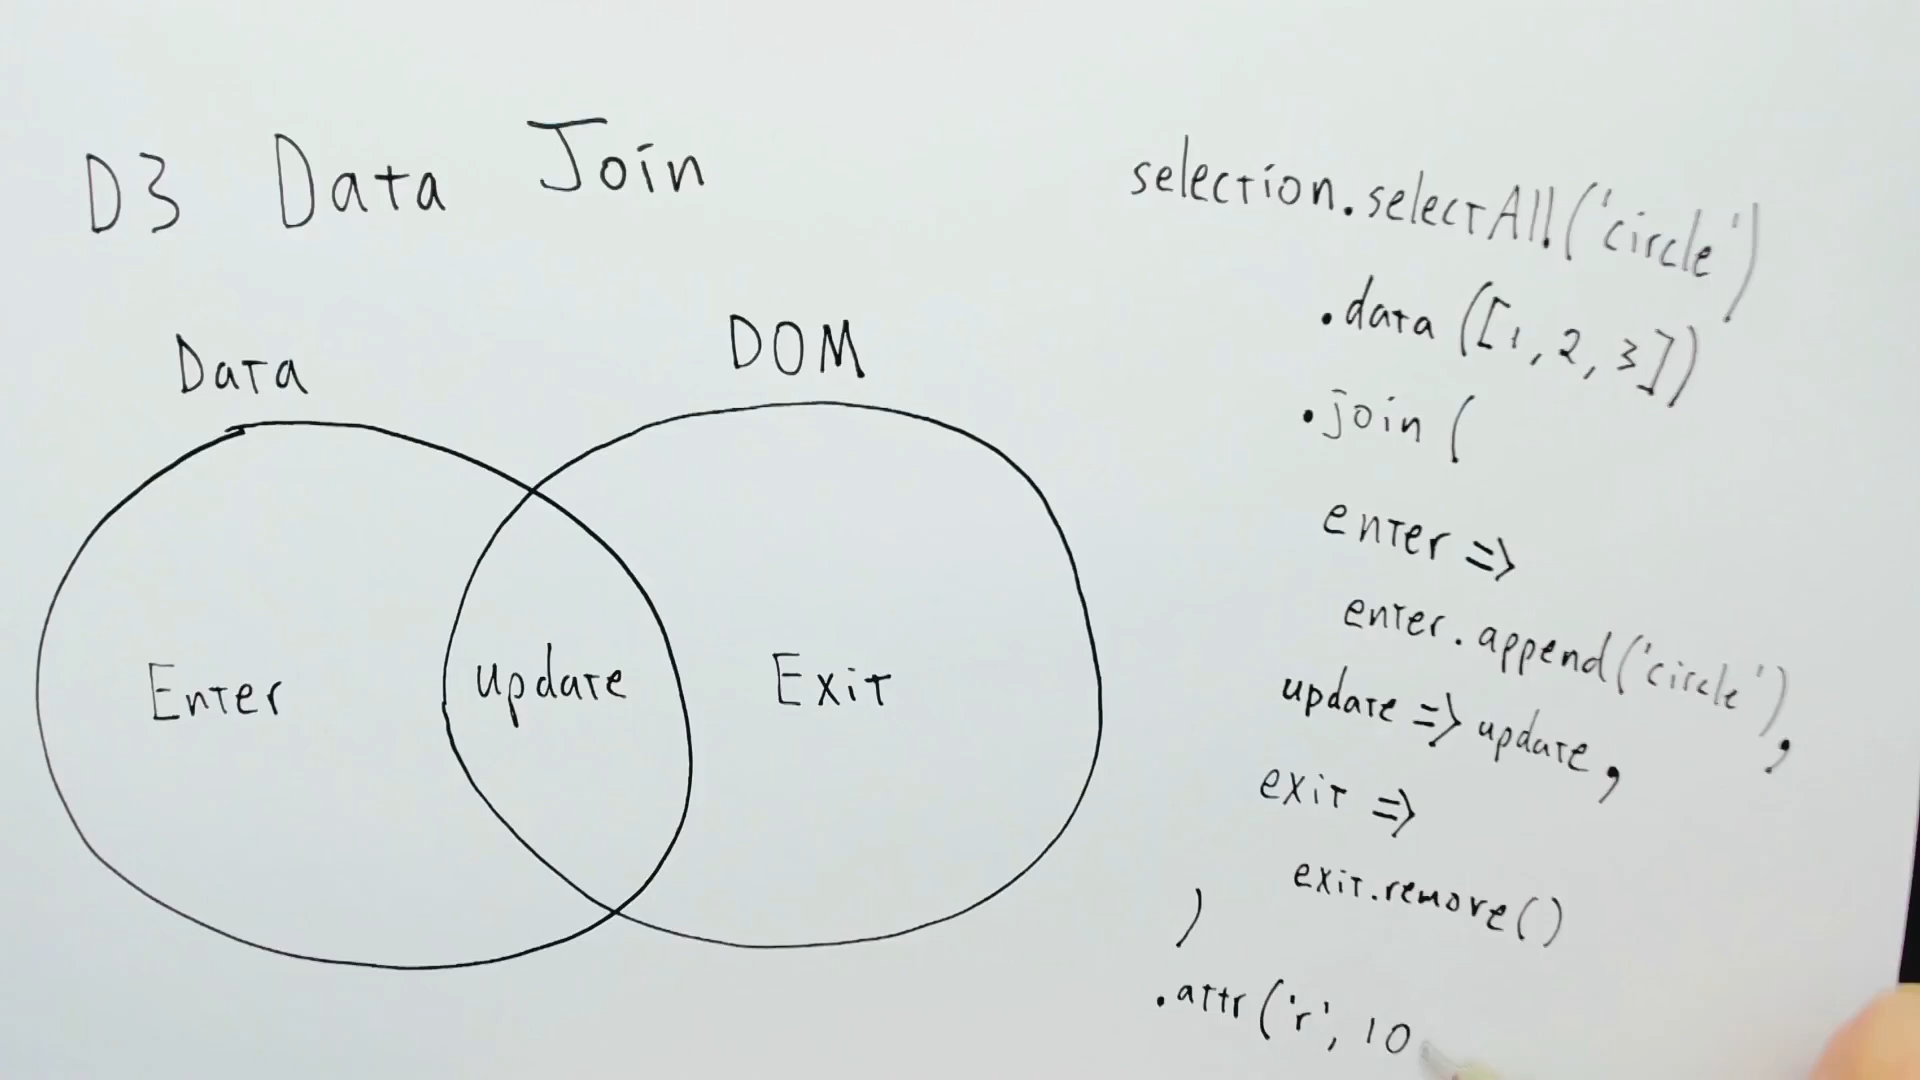 D3 Data Join
Data
DOM
Enter
update
Exit
selection.selectAll('circle')
.data([1, 2, 3])
.join(
enter =>
enter.append('circle'),
update => update,
exit =>
exit.remove()
)
.attr('r', 10